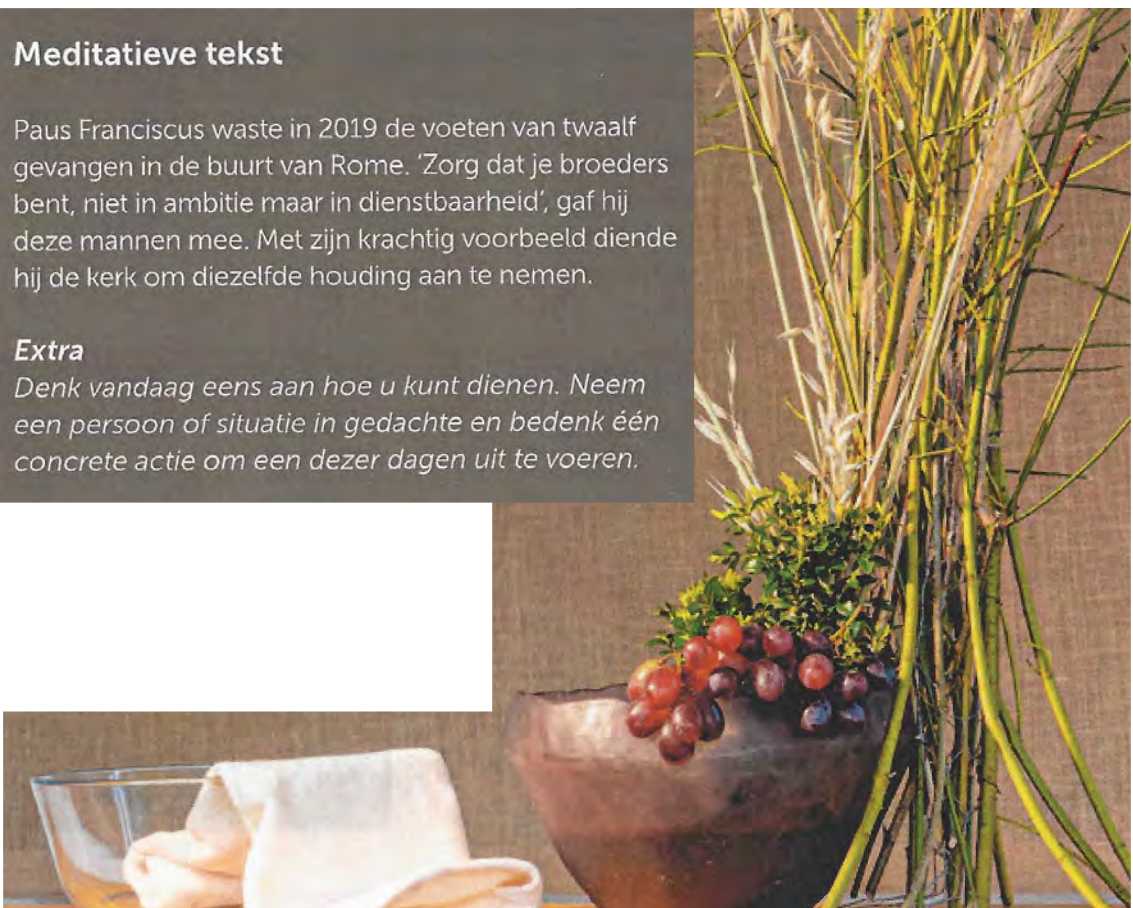 Meditatieve tekst
Paus Franciscus waste in 2019 de voeten van twaalf
gevangen in de buurt van Rome. ‘Zorg dat je broeders
bent, niet in ambitie maar in dienstbaarheid’, gaf hij
deze mannen mee. Met zijn krachtig voorbeeld diende
hij de kerk om diezelfde houding aan te nemen.
Extra
Denk vandaag eens aan hoe u kunt dienen. Neem
een persoon of situatie in gedachte en bedenk één
concrete actie om een dezer dagen uit te voeren.